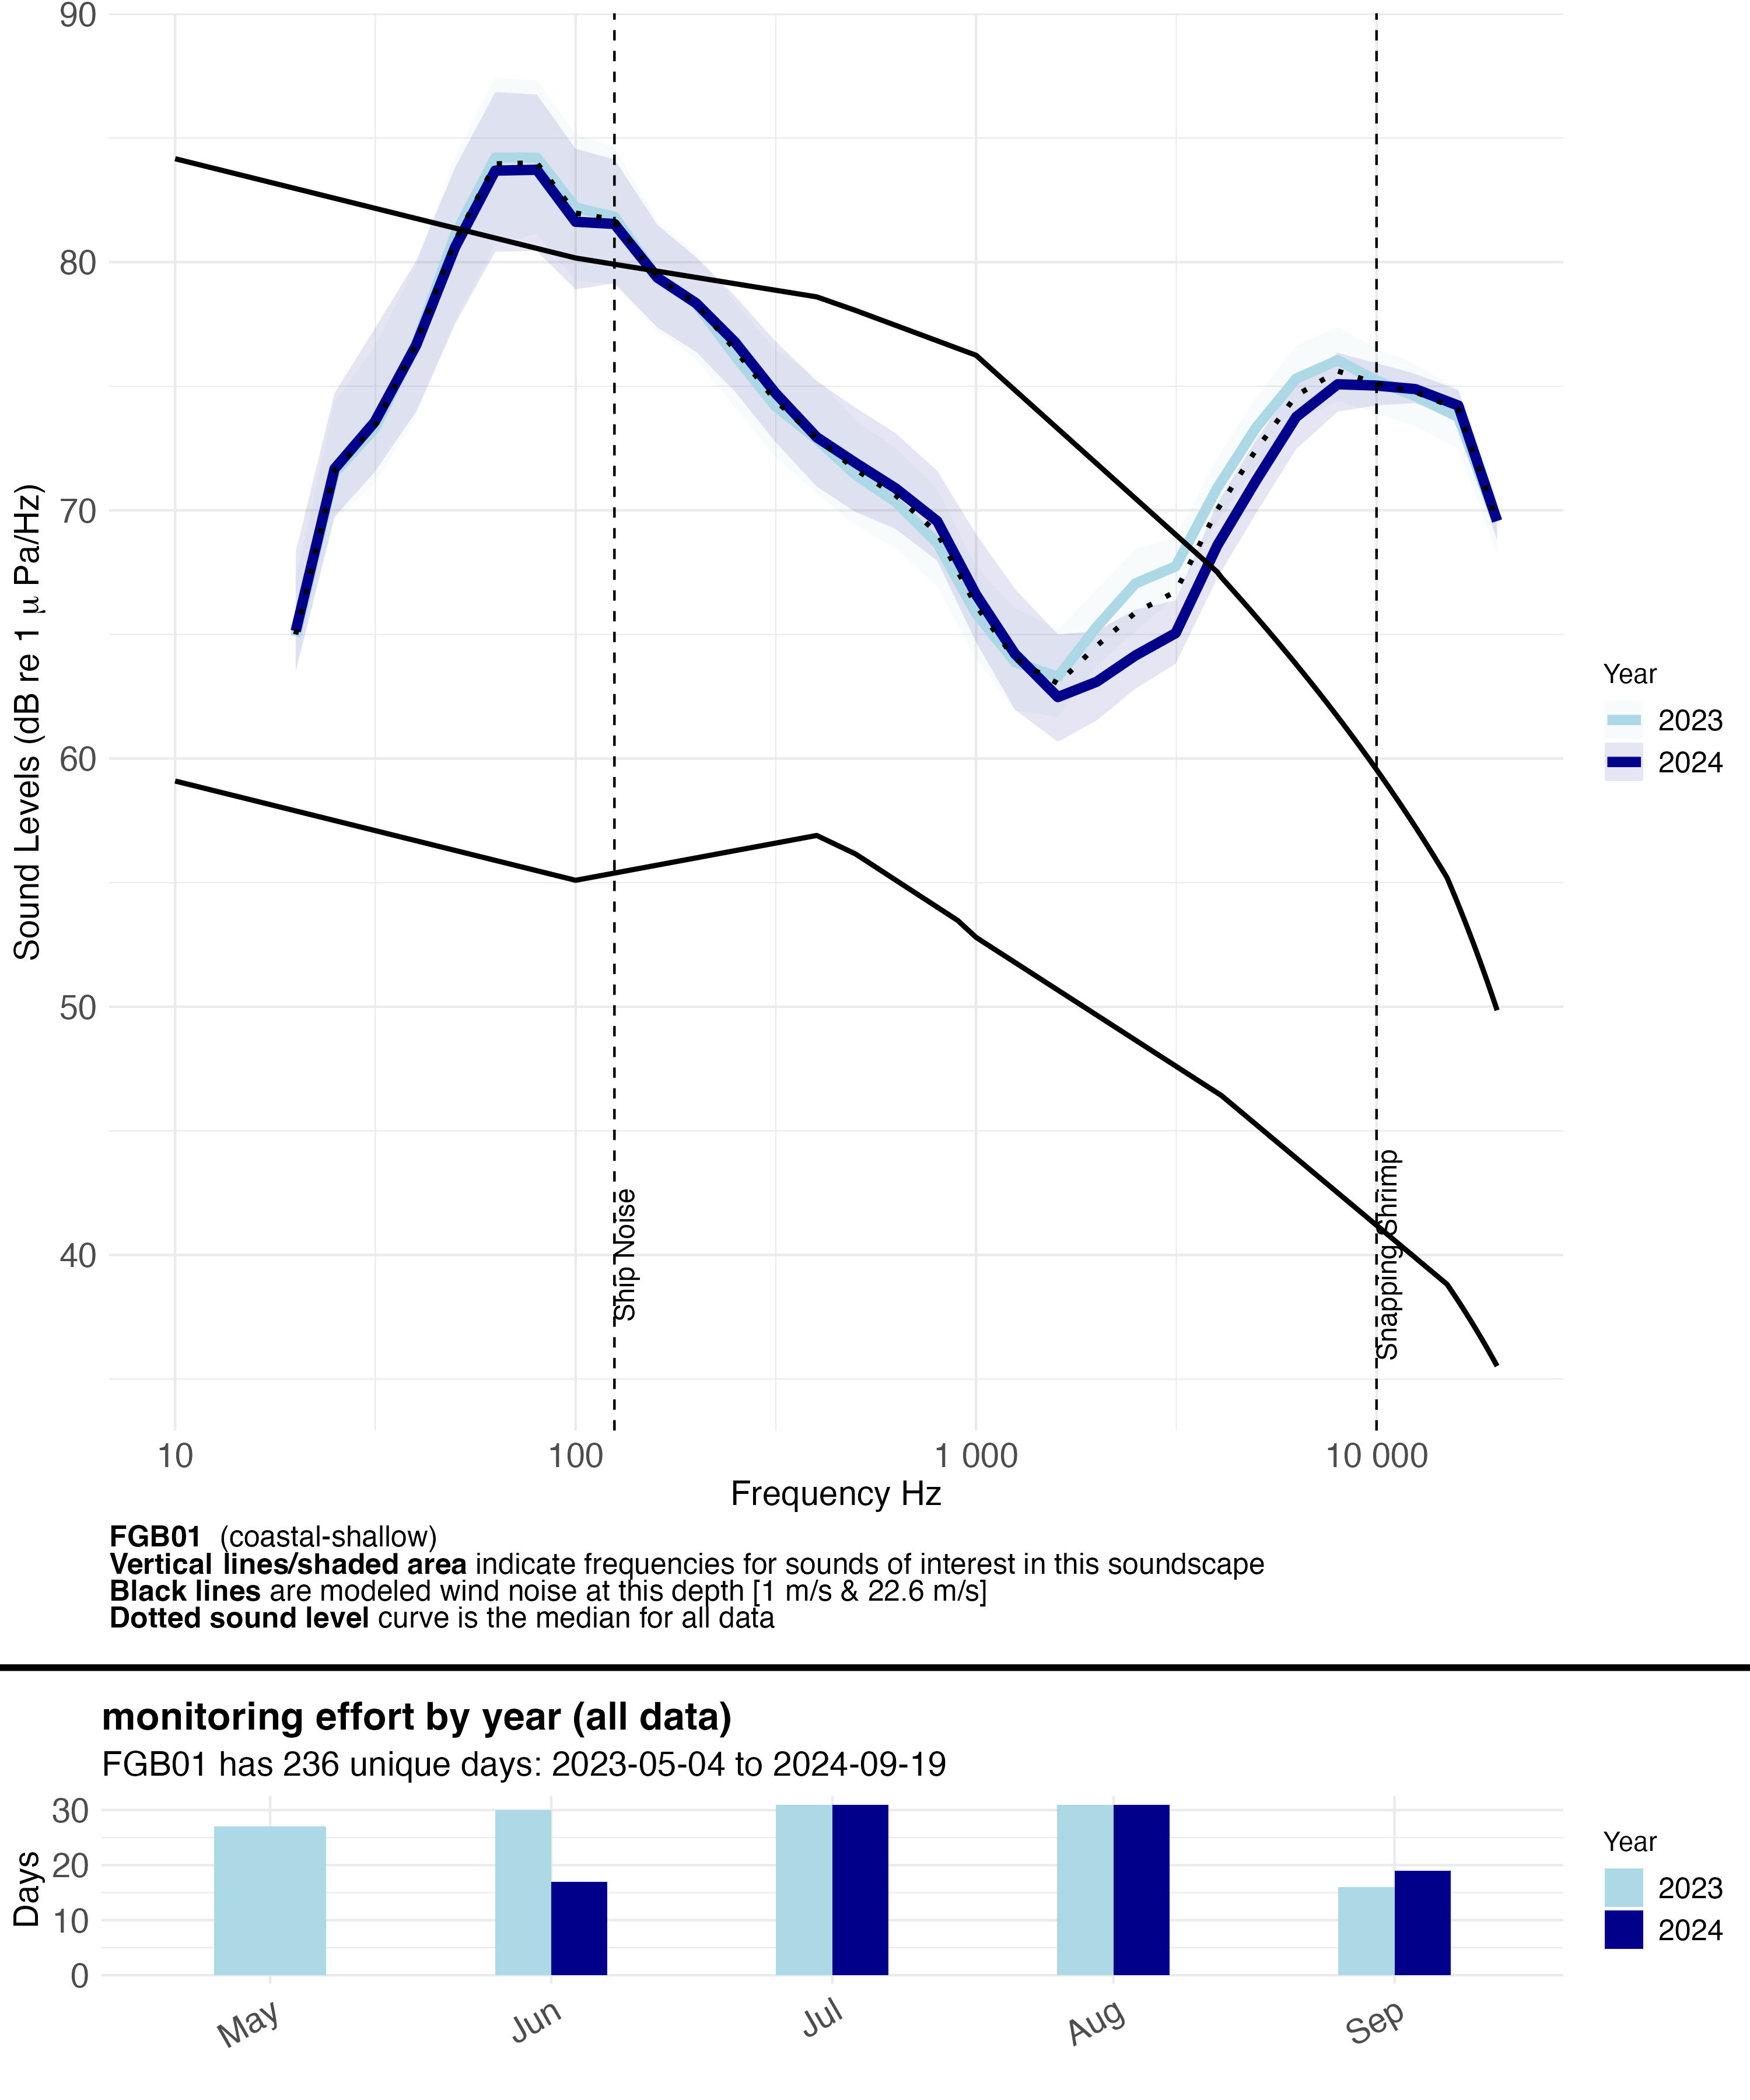 90
80
70
60
50
40
Sound Levels (dB re 1 μ Pa/Hz)
Ship Noise
Snapping Shrimp
10
100
1 000
10 000
Frequency Hz
Year
2023
2024
FGB01 (coastal-shallow)
Vertical lines/shaded area indicate frequencies for sounds of interest in this soundscape
Black lines are modeled wind noise at this depth [1 m/s & 22.6 m/s]
Dotted sound level curve is the median for all data
monitoring effort by year (all data)
FGB01 has 236 unique days: 2023-05-04 to 2024-09-19
30
20
10
0
Days
May
Jun
Jul
Aug
Sep
Year
2023
2024